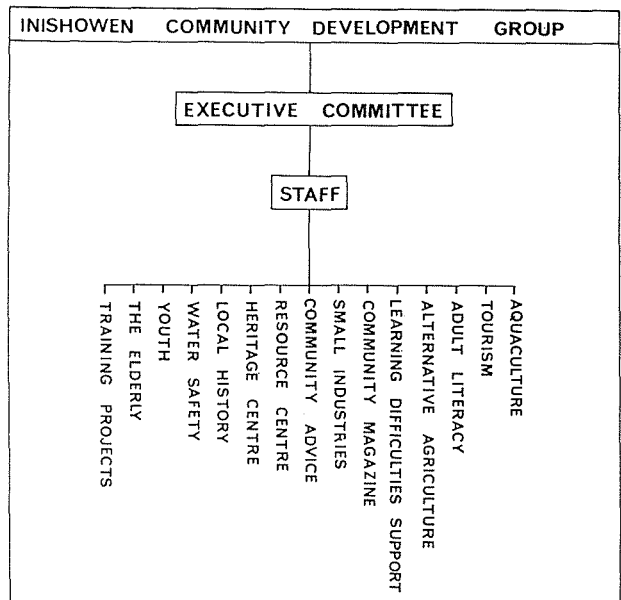 INISHOWEN COMMUNITY DEVELOPMENT GROUP
EXECUTIVE COMMITTEE
STAFF
TRAINING PROJECTS
THE ELDERLY
YOUTH
WATER SAFETY
LOCAL HISTORY
HERITAGE CENTRE
RESOURCE CENTRE
COMMUNITY ADVICE
SMALL INDUSTRIES
COMMUNITY MAGAZINE
LEARNING DIFFICULTIES SUPPORT
ALTERNATIVE AGRICULTURE
ADULT LITERACY
TOURISM
AQUACULTURE